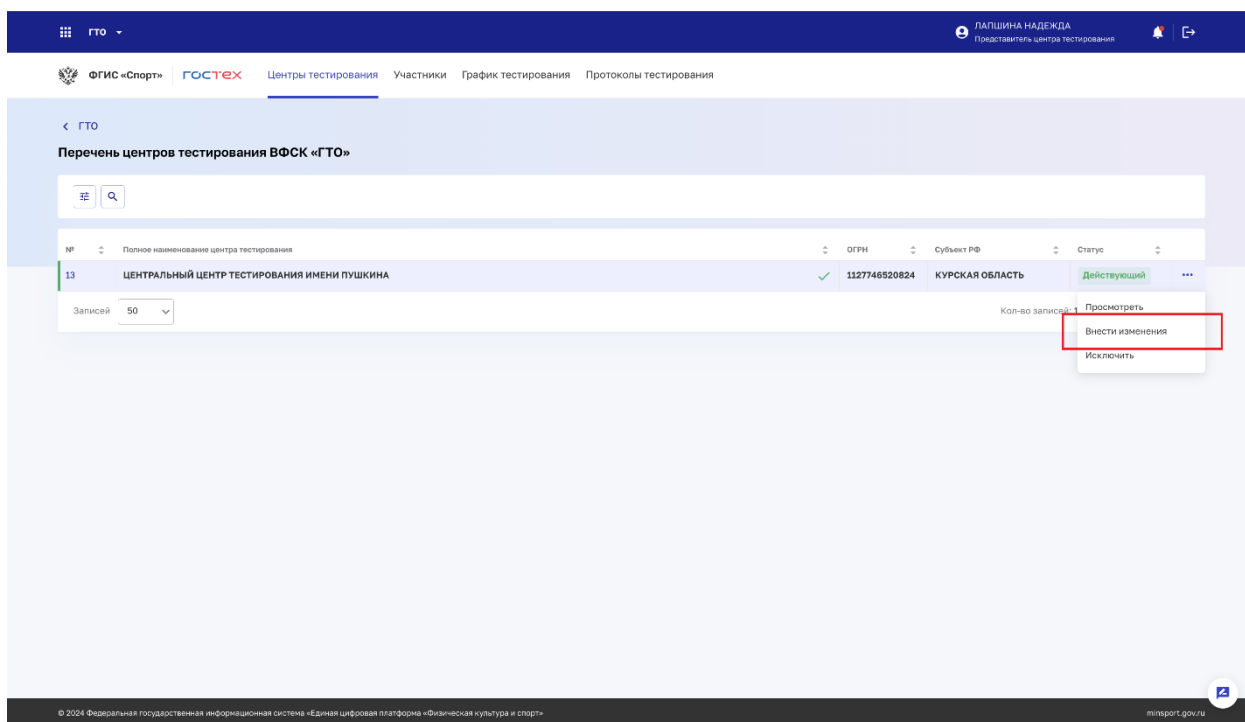 ГТО
ЛАПШИНА НАДЕЖДА
Представитель центра тестирования
ФГИС «Спорт» ГОСТЕХ Центры тестирования Участники График тестирования Протоколы тестирования
ГТО
Перечень центров тестирования ВФСК «ГТО»
№ Полное наименование центра тестирования ОГРН Субъект РФ Статус
13 ЦЕНТРАЛЬНЫЙ ЦЕНТР ТЕСТИРОВАНИЯ ИМЕНИ ПУШКИНА 1127746520824 КУРСКАЯ ОБЛАСТЬ Действующий
Записей 50 Кол-во записей: 1
Просмотреть
Внести изменения
Исключить
© 2024 Федеральная государственная информационная система «Единая цифровая платформа «Физическая культура и спорт» minsport.gov.ru